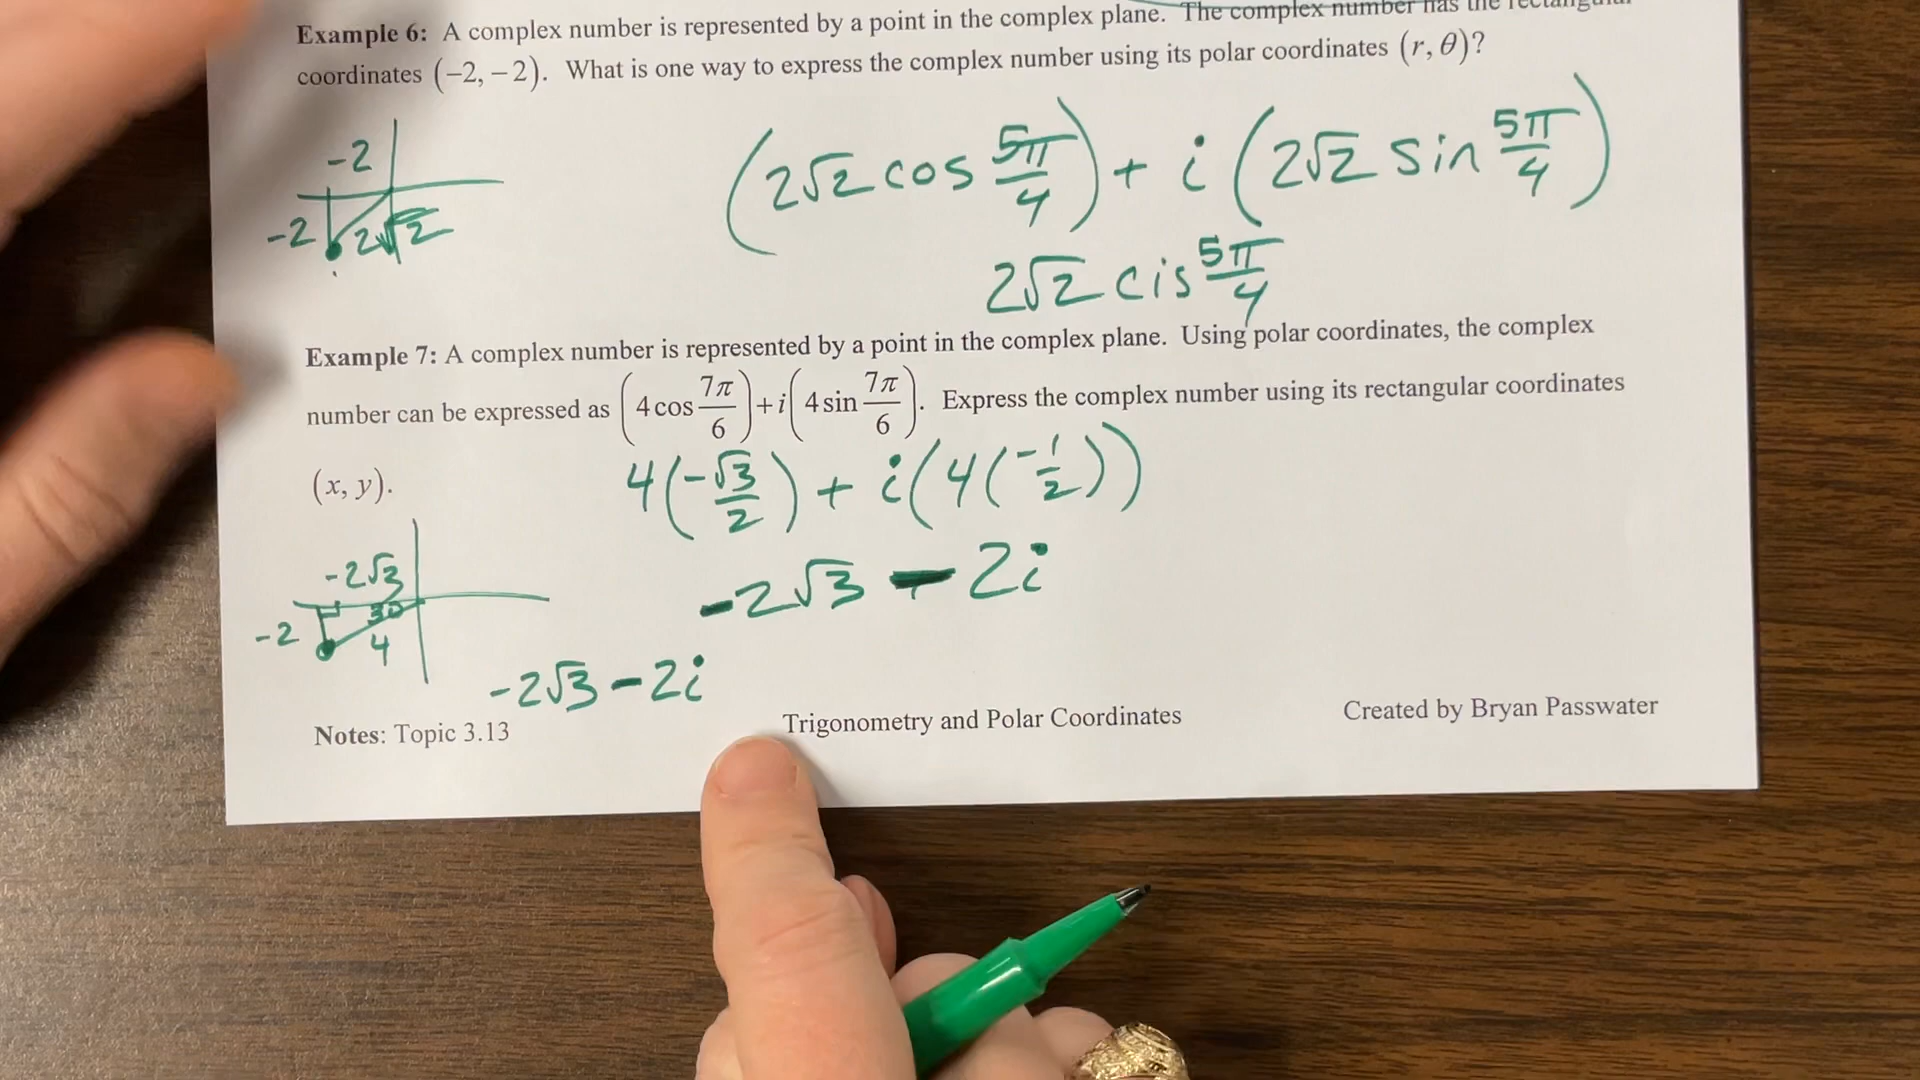 Example 6: A complex number is represented by a point in the complex plane. The complex number has the rectangular
coordinates (−2, −2). What is one way to express the complex number using its polar coordinates (r, θ)?
-2
-2 2√2
(2√2 cos 5π/4) + i (2√2 sin 5π/4)
2√2 cis 5π/4
Example 7: A complex number is represented by a point in the complex plane. Using polar coordinates, the complex
number can be expressed as (4 cos 7π/6) + i(4 sin 7π/6). Express the complex number using its rectangular coordinates
(x, y).
4(-√3/2) + i(4(-1/2))
-2√3 - 2i
-2√3
30
-2
4
-2√3 - 2i
Notes: Topic 3.13 Trigonometry and Polar Coordinates Created by Bryan Passwater